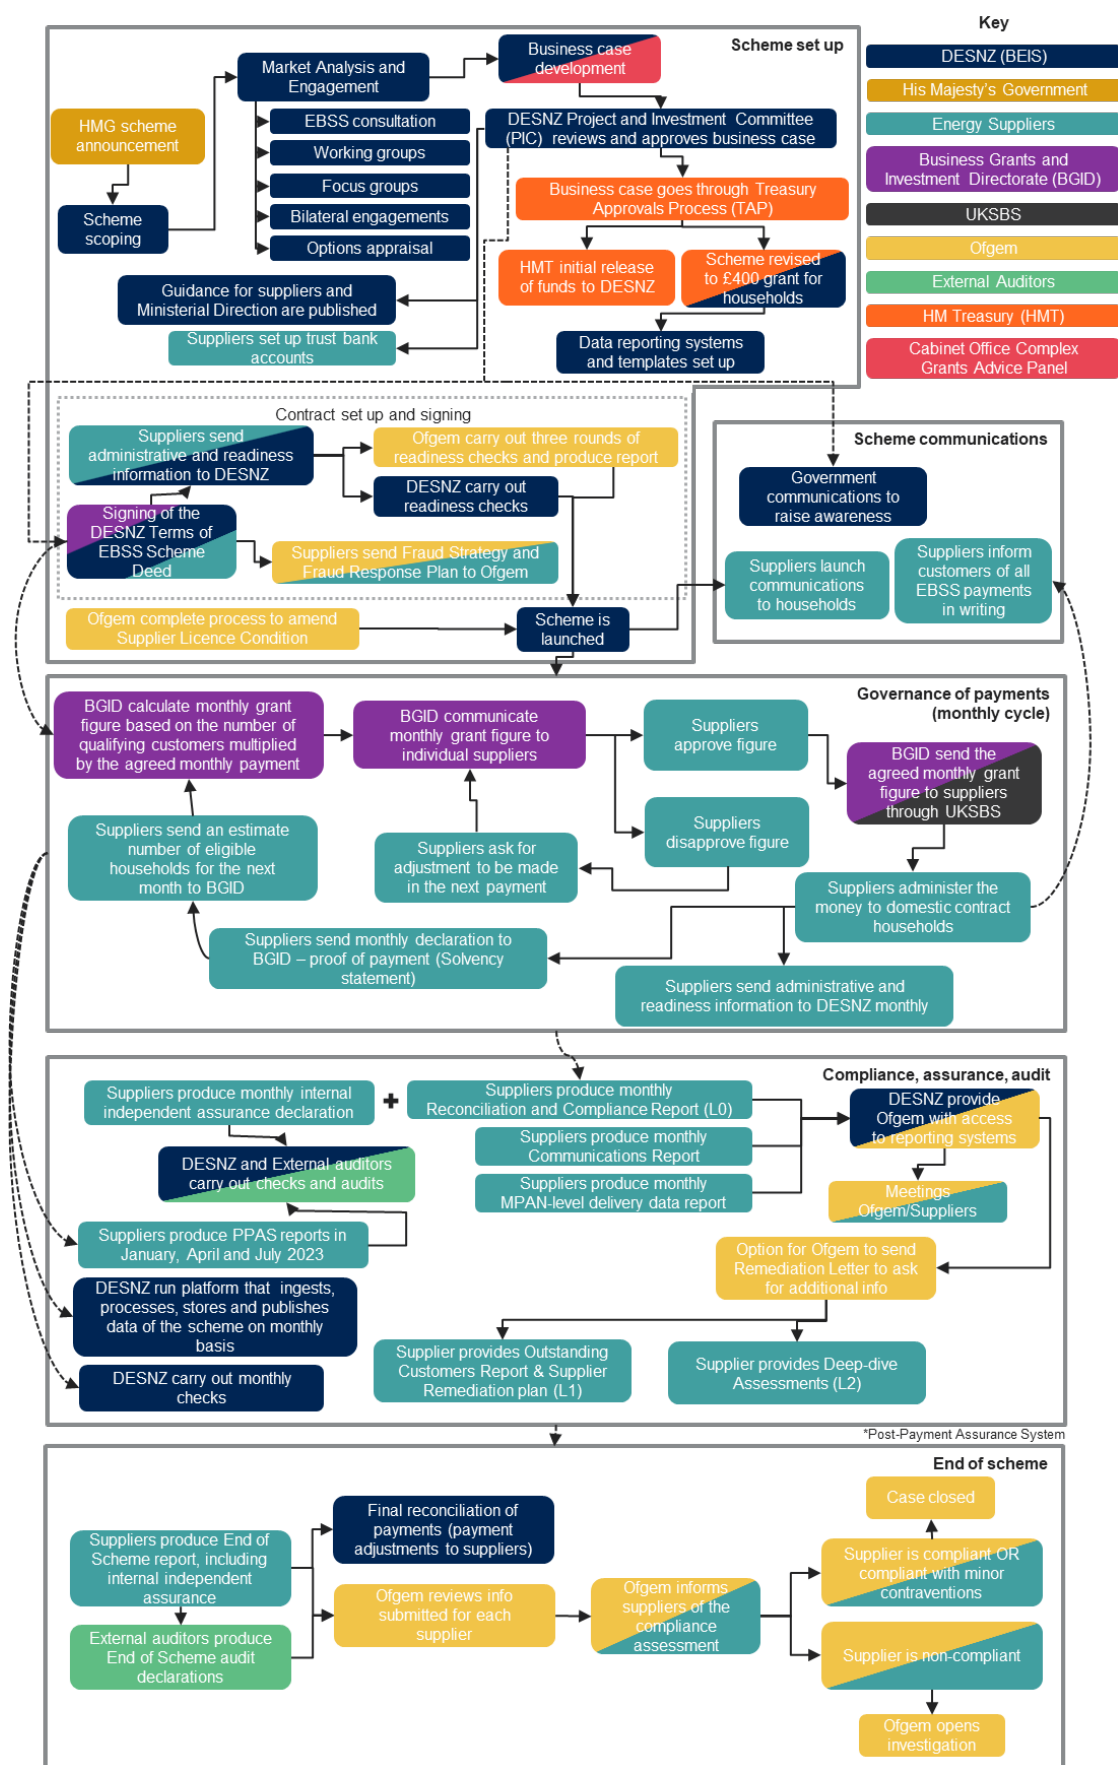 Key
DESNZ (BEIS)
His Majesty's Government
Energy Suppliers
Business Grants and
Investment Directorate (BGID)
UKSBS
Ofgem
External Auditors
HM Treasury (HMT)
Cabinet Office Complex
Grants Advice Panel
Scheme set up
HMG scheme
announcement
Scheme
scoping
Market Analysis and
Engagement
EBSS consultation
Working groups
Focus groups
Bilateral engagements
Options appraisal
Business case
development
DESNZ Project and Investment Committee
(PIC) reviews and approves business case
Business case goes through Treasury
Approvals Process (TAP)
HMT initial release
of funds to DESNZ
Scheme revised
to £400 grant for
households
Data reporting systems
and templates set up
Guidance for suppliers and
Ministerial Direction are published
Suppliers set up trust bank
accounts
Contract set up and signing
Suppliers send
administrative and readiness
information to DESNZ
Ofgem carry out three rounds of
readiness checks and produce report
DESNZ carry out
readiness checks
Signing of the
DESNZ Terms of
EBSS Scheme
Deed
Suppliers send Fraud Strategy and
Fraud Response Plan to Ofgem
Ofgem complete process to amend
Supplier Licence Condition
Scheme is
launched
Scheme communications
Government
communications to
raise awareness
Suppliers launch
communications
to households
Suppliers inform
customers of all
EBSS payments
in writing
Governance of payments
(monthly cycle)
BGID calculate monthly grant
figure based on the number of
qualifying customers multiplied
by the agreed monthly payment
BGID communicate
monthly grant figure to
individual suppliers
Suppliers
approve figure
BGID send the
agreed monthly grant
figure to suppliers
through UKSBS
Suppliers
disapprove figure
Suppliers ask for
adjustment to be made
in the next payment
Suppliers send an estimate
number of eligible
households for the next
month to BGID
Suppliers administer the
money to domestic contract
households
Suppliers send monthly declaration to
BGID – proof of payment (Solvency
statement)
Suppliers send administrative and
readiness information to DESNZ monthly
Compliance, assurance, audit
Suppliers produce monthly internal
independent assurance declaration
+
Suppliers produce monthly
Reconciliation and Compliance Report (L0)
Suppliers produce monthly
Communications Report
Suppliers produce monthly
MPAN-level delivery data report
DESNZ provide
Ofgem with access
to reporting systems
DESNZ and External auditors
carry out checks and audits
Meetings
Ofgem/Suppliers
Suppliers produce PPAS reports in
January, April and July 2023
Option for Ofgem to send
Remediation Letter to ask
for additional info
DESNZ run platform that ingests,
processes, stores and publishes
data of the scheme on monthly
basis
DESNZ carry out monthly
checks
Supplier provides Outstanding
Customers Report & Supplier
Remediation plan (L1)
Supplier provides Deep-dive
Assessments (L2)
*Post-Payment Assurance System
End of scheme
Suppliers produce End of
Scheme report, including
internal independent
assurance
External auditors produce
End of Scheme audit
declarations
Final reconciliation of
payments (payment
adjustments to suppliers)
Ofgem reviews info
submitted for each
supplier
Ofgem informs
suppliers of the
compliance
assessment
Case closed
Supplier is compliant OR
compliant with minor
contraventions
Supplier is non-compliant
Ofgem opens
investigation